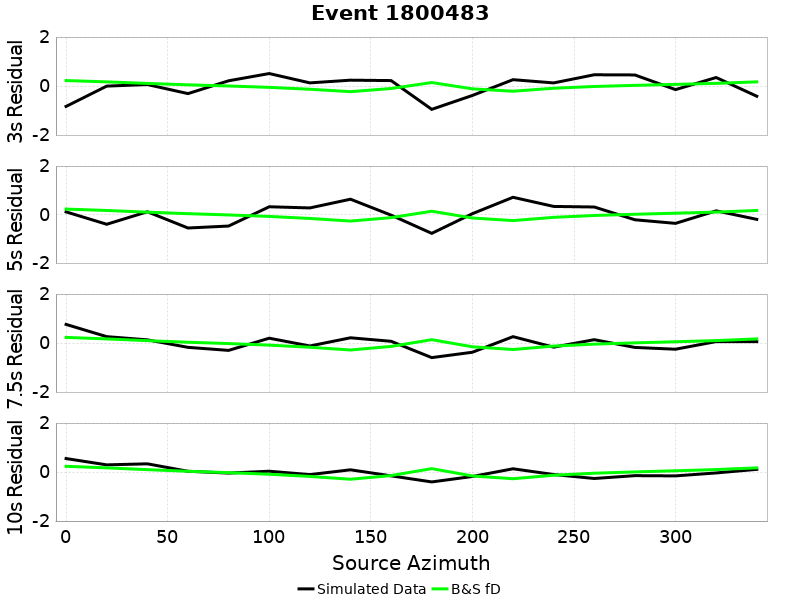 Event 1800483
3s Residual
2
0
-2
5s Residual
2
0
-2
7.5s Residual
2
0
-2
10s Residual
2
0
-2
0 50 100 150 200 250 300
Source Azimuth
Simulated Data B&S fD